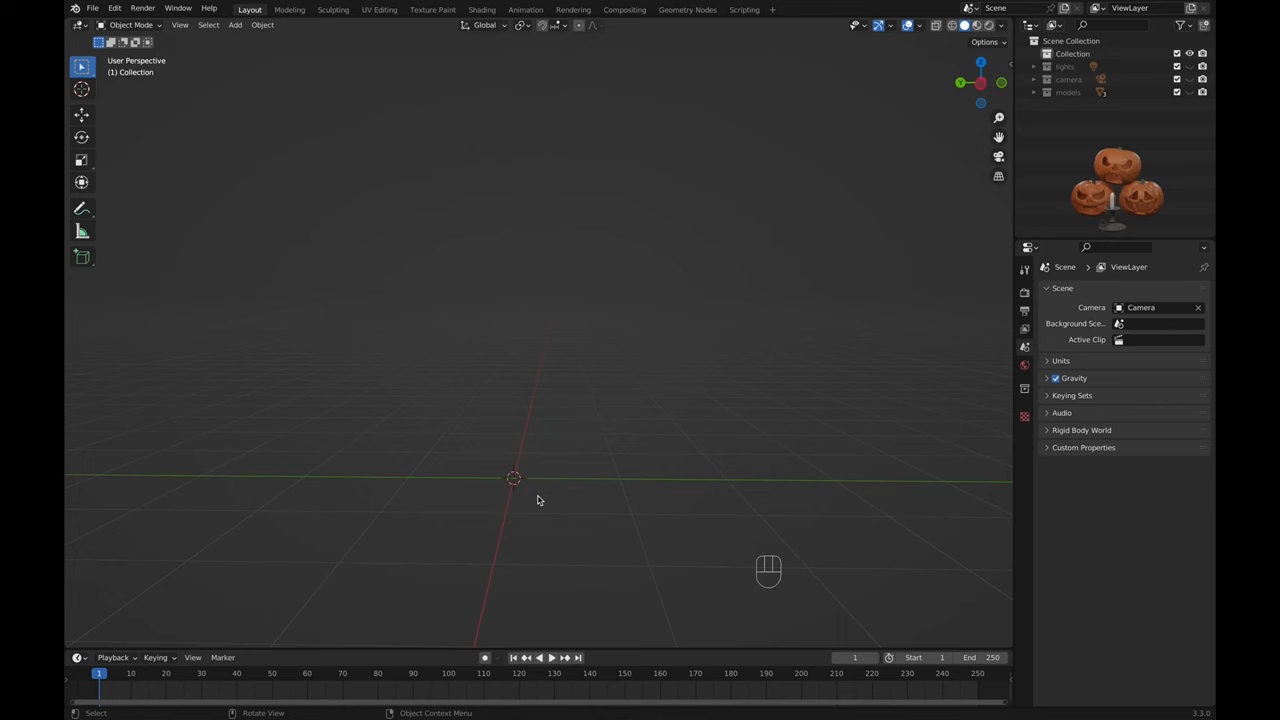 File Edit Render Window Help Layout Modeling Sculpting UV Editing Texture Paint Shading Animation Rendering Compositing Geometry Nodes Scripting Scene ViewLayer
Object Mode View Select Add Object Global
Options
User Perspective
(1) Collection
Z
Y
Scene Collection
Collection
lights
camera
models 3
Scene ViewLayer
Scene
Camera Camera
Background Sce...
Active Clip
Units
Gravity
Keying Sets
Audio
Rigid Body World
Custom Properties
Playback Keying View Marker 1 Start 1 End 250
1 10 20 30 40 50 60 70 80 90 100 110 120 130 140 150 160 170 180 190 200 210 220 230 240 250
Select Rotate View Object Context Menu 3.3.0